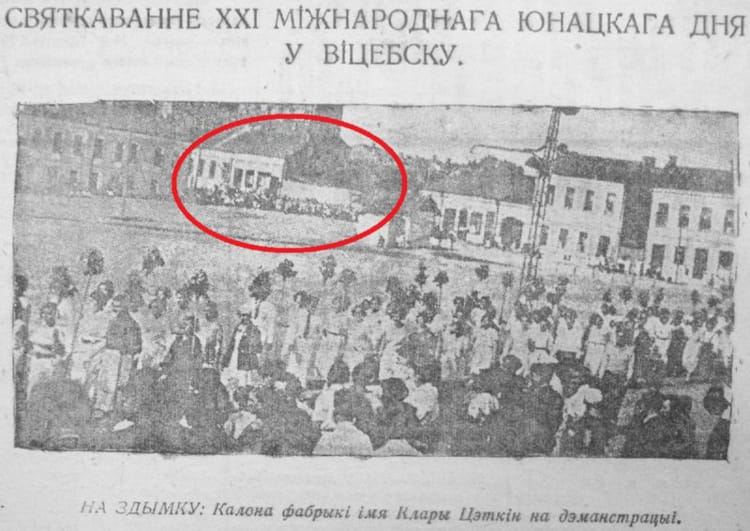 СВЯТКАВАННЕ XXI МІЖНАРОДНАГА ЮНАЦКАГА ДНЯ
У ВІЦЕБСКУ.
НА ЗДЫМКУ: Калона фабрыкі імя Клары Цэткін на дэманстрацыі.